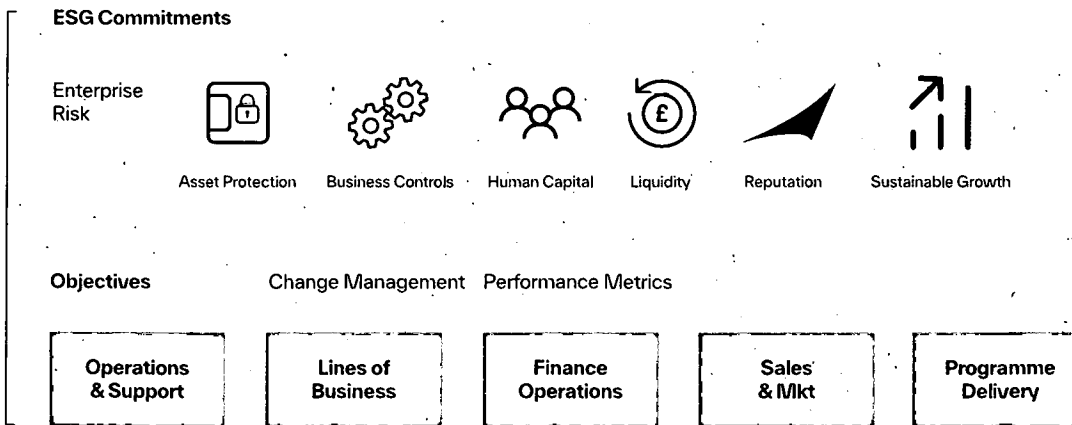 ESG Commitments
Enterprise
Risk
£
Asset Protection Business Controls Human Capital Liquidity Reputation Sustainable Growth
Objectives Change Management Performance Metrics
Operations
& Support
Lines of
Business
Finance
Operations
Sales
& Mkt
Programme
Delivery